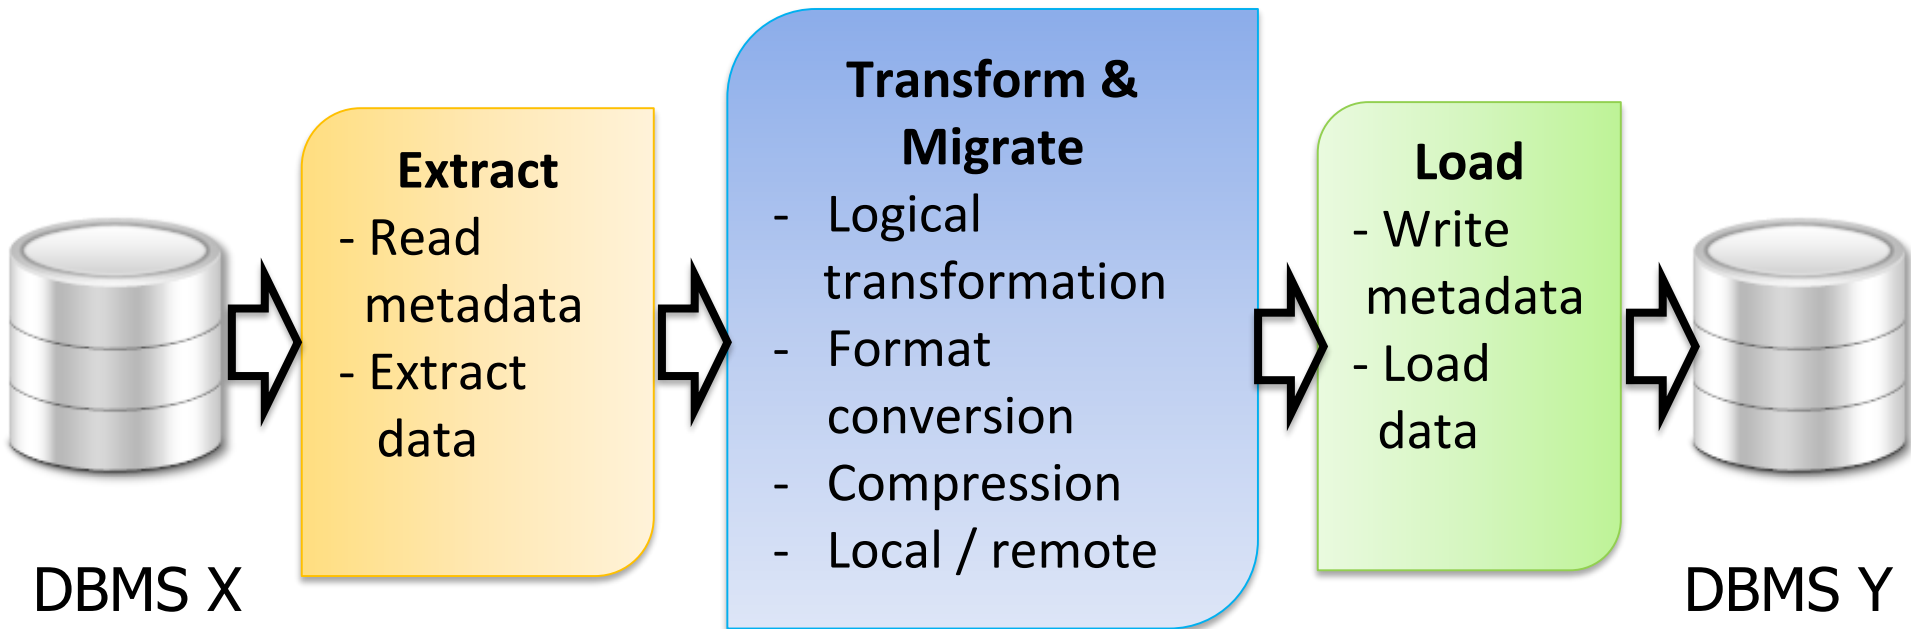 DBMS X
Extract
- Read
metadata
- Extract
data
Transform &
Migrate
- Logical
transformation
- Format
conversion
- Compression
- Local / remote
Load
- Write
metadata
- Load
data
DBMS Y